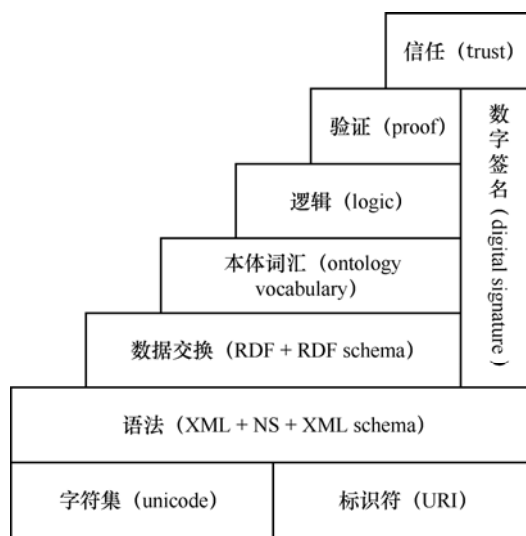 信任（trust）
验证（proof）
数字签名（digital signature）
逻辑（logic）
本体词汇（ontology
vocabulary）
数据交换（RDF + RDF schema）
语法（XML + NS + XML schema）
字符集（unicode）
标识符（URI）